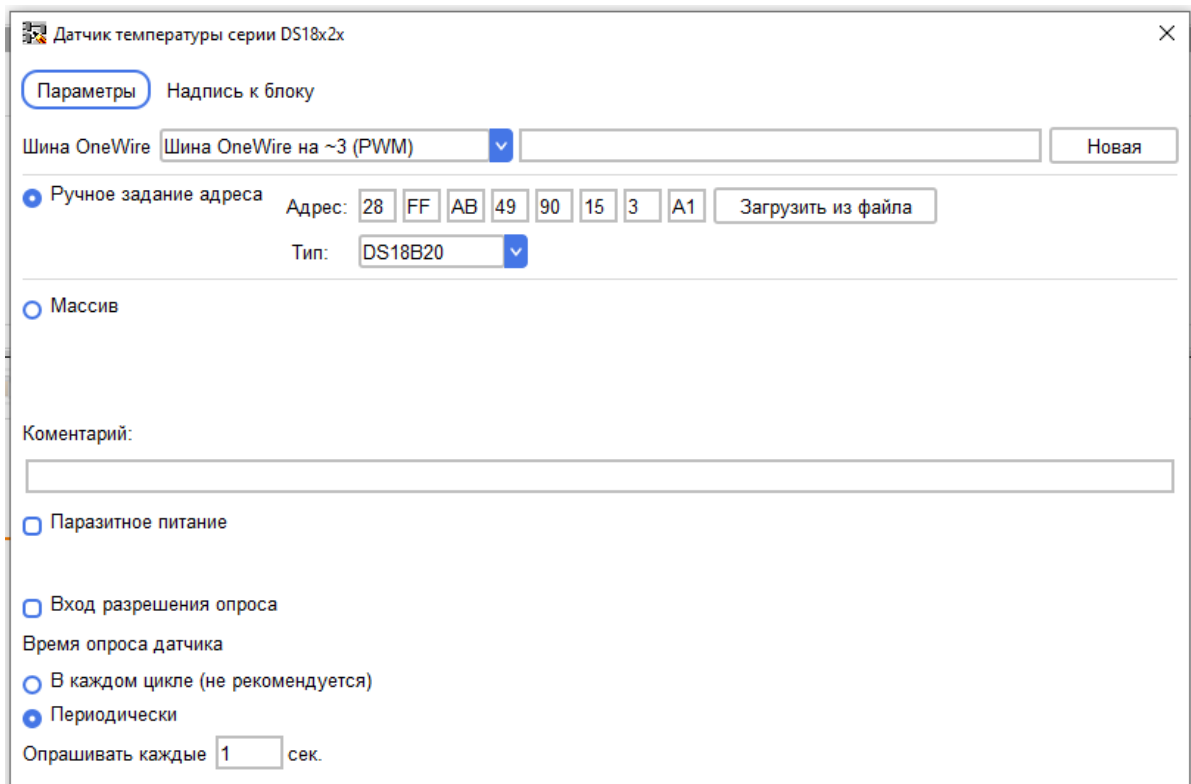 Датчик температуры серии DS18x2x
Параметры Надпись к блоку
Шина OneWire Шина OneWire на ~3 (PWM) Новая
Ручное задание адреса Адрес: 28 FF AB 49 90 15 3 A1 Загрузить из файла
Тип: DS18B20
Массив
Коментарий:
Паразитное питание
Вход разрешения опроса
Время опроса датчика
В каждом цикле (не рекомендуется)
Периодически
Опрашивать каждые 1 сек.